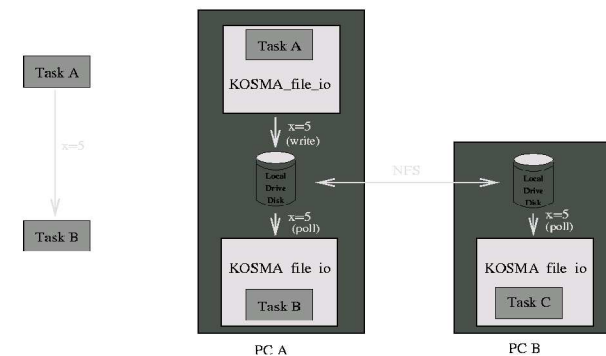 Task A
x=5
Task B
Task A
KOSMA_file_io
x=5
(write)
Local
Drive
Disk
x=5
(poll)
KOSMA file io
Task B
PC A
NFS
Local
Drive
Disk
x=5
(poll)
KOSMA file io
Task C
PC B